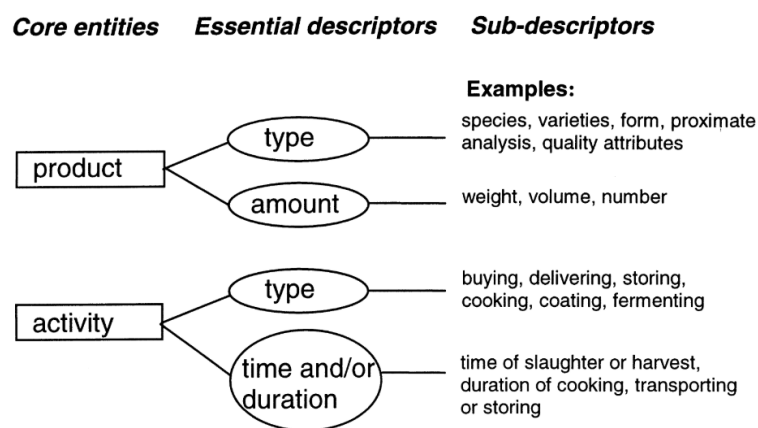 Core entities Essential descriptors Sub-descriptors
Examples:
species, varieties, form, proximate
analysis, quality attributes
type
product
amount
weight, volume, number
type
buying, delivering, storing,
cooking, coating, fermenting
activity
time and/or
duration
time of slaughter or harvest,
duration of cooking, transporting
or storing